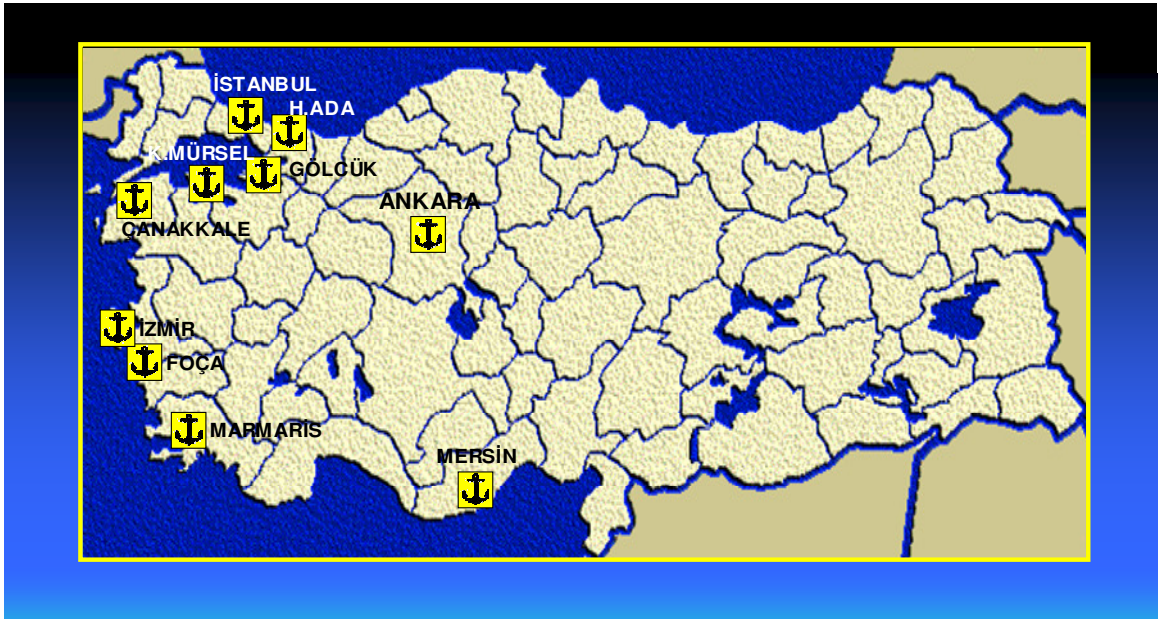 İSTANBUL
H.ADA
K.MÜRSEL
GÖLCÜK
ANKARA
ÇANAKKALE
İZMİR
FOÇA
MARMARİS
MERSİN